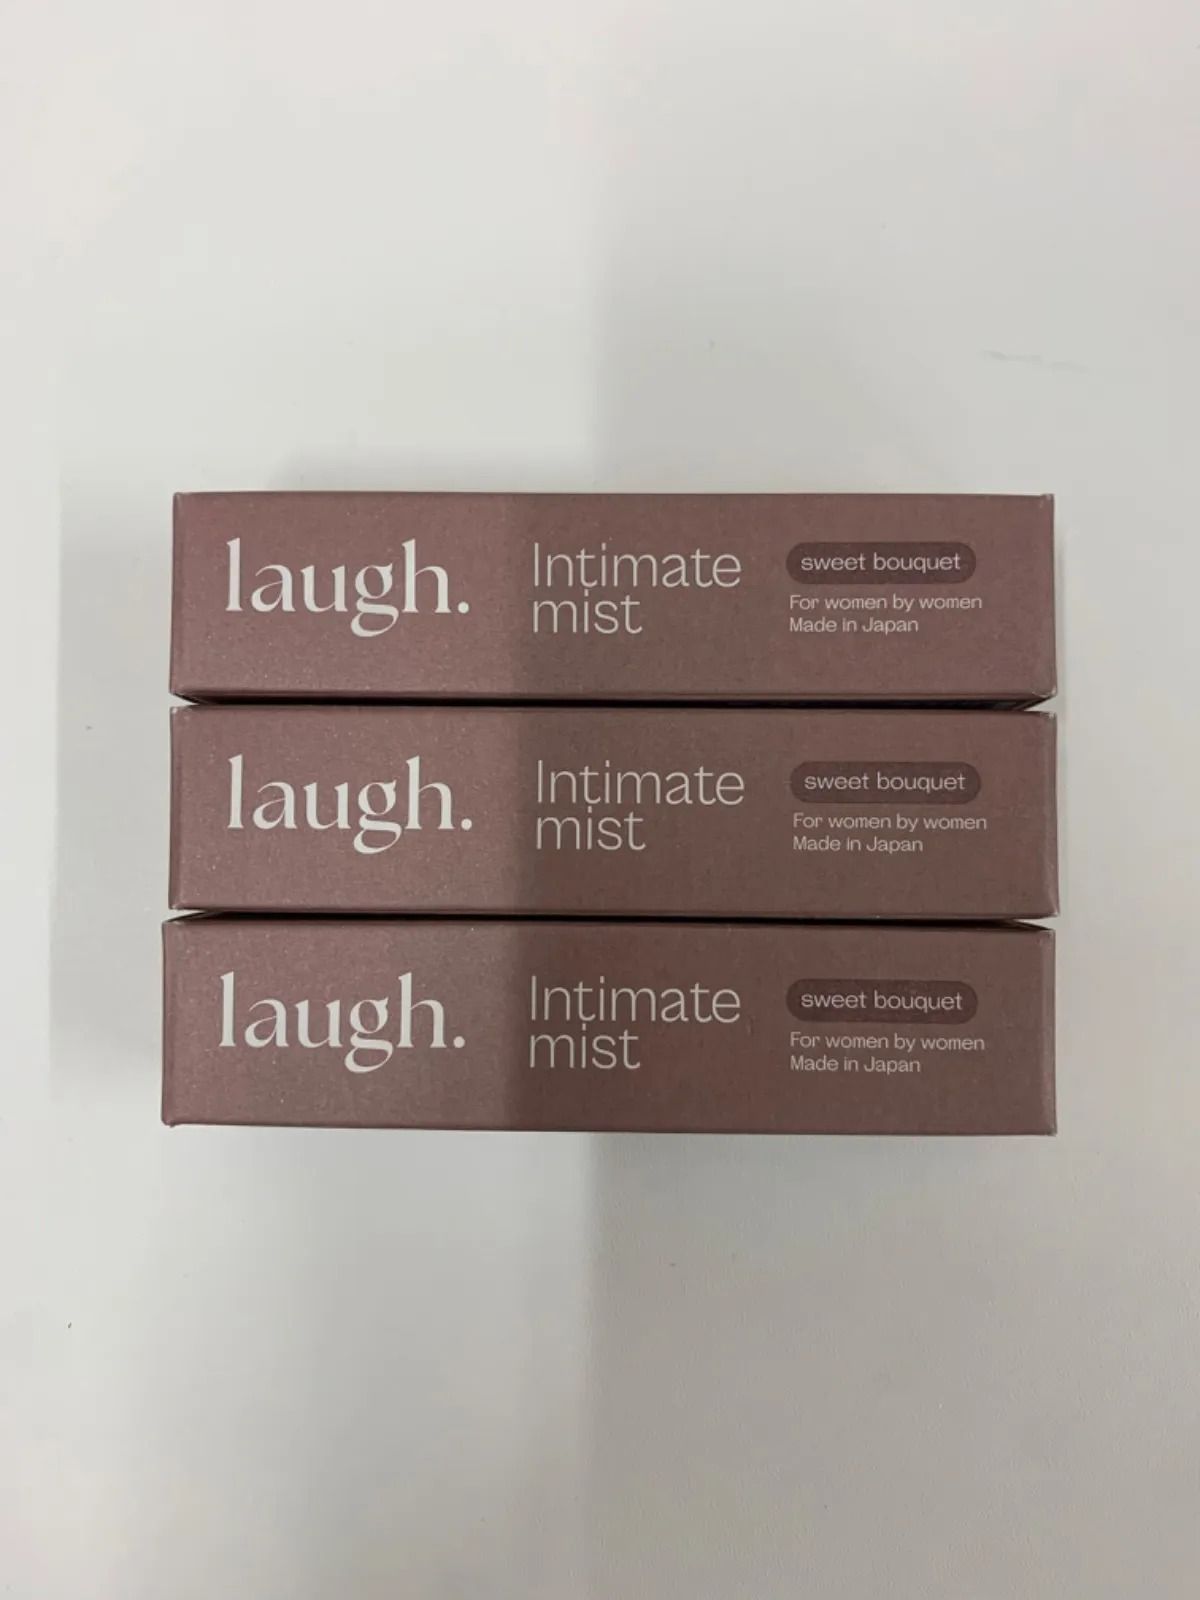 laugh.
Intimate
mist
sweet bouquet
For women by women
Made in Japan
laugh.
Intimate
mist
sweet bouquet
For women by women
Made in Japan
laugh.
Intimate
mist
sweet bouquet
For women by women
Made in Japan